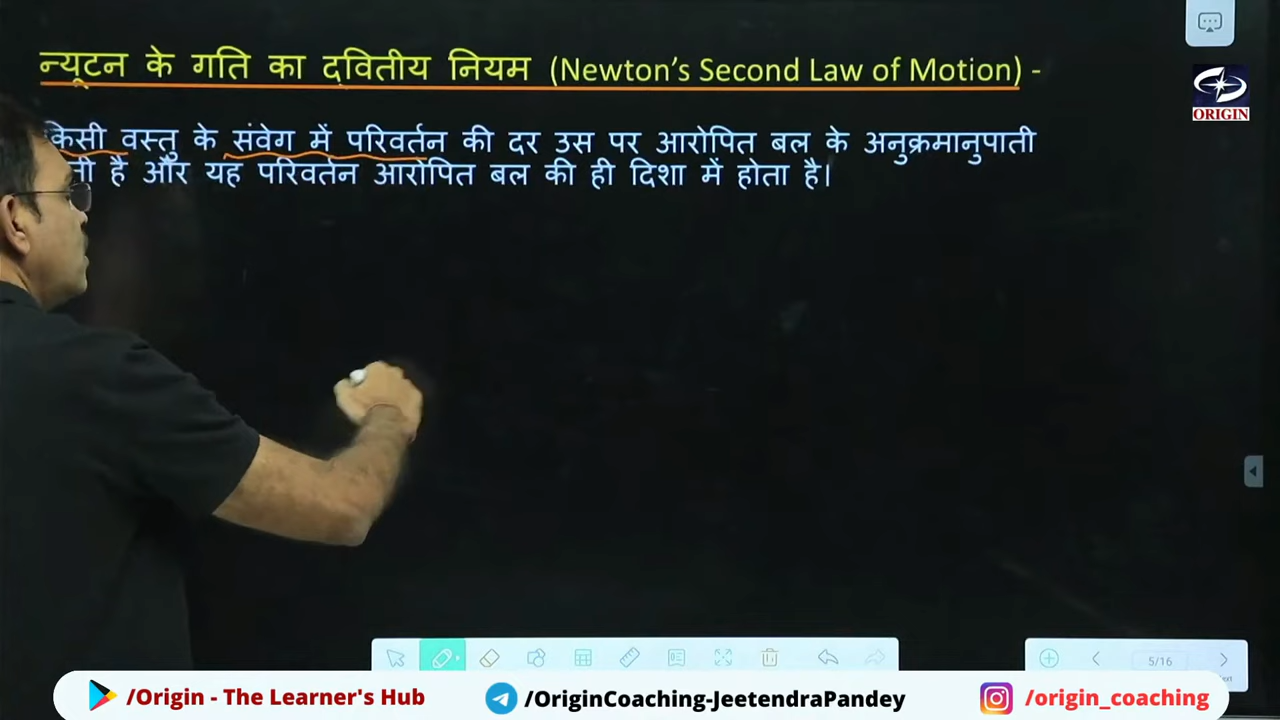 न्यूटन के गति का द्वितीय नियम (Newton's Second Law of Motion) -
ORIGIN
किसी वस्तु के संवेग में परिवर्तन की दर उस पर आरोपित बल के अनुक्रमानुपाती
है और यह परिवर्तन आरोपित बल की ही दिशा में होता है।
5/16
/Origin - The Learner's Hub
/OriginCoaching-JeetendraPandey
/origin_coaching